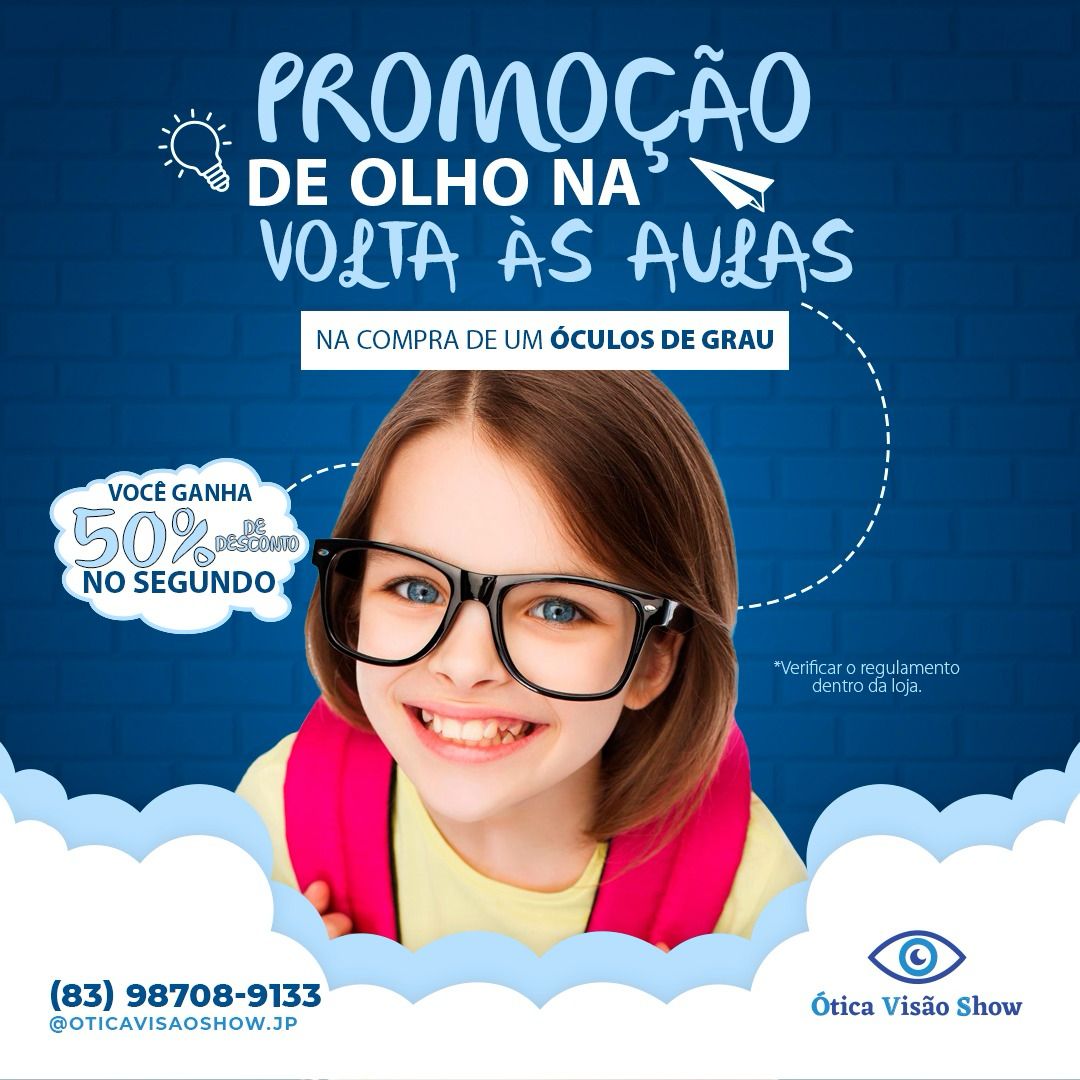 PROMOÇÃO
DE OLHO NA
VOLTA ÀS AULAS
NA COMPRA DE UM ÓCULOS DE GRAU
VOCÊ GANHA
50% DE DESCONTO
NO SEGUNDO
*Verificar o regulamento
dentro da loja.
(83) 98708-9133
@OTICAVISAOSHOW.JP
Ótica Visão Show